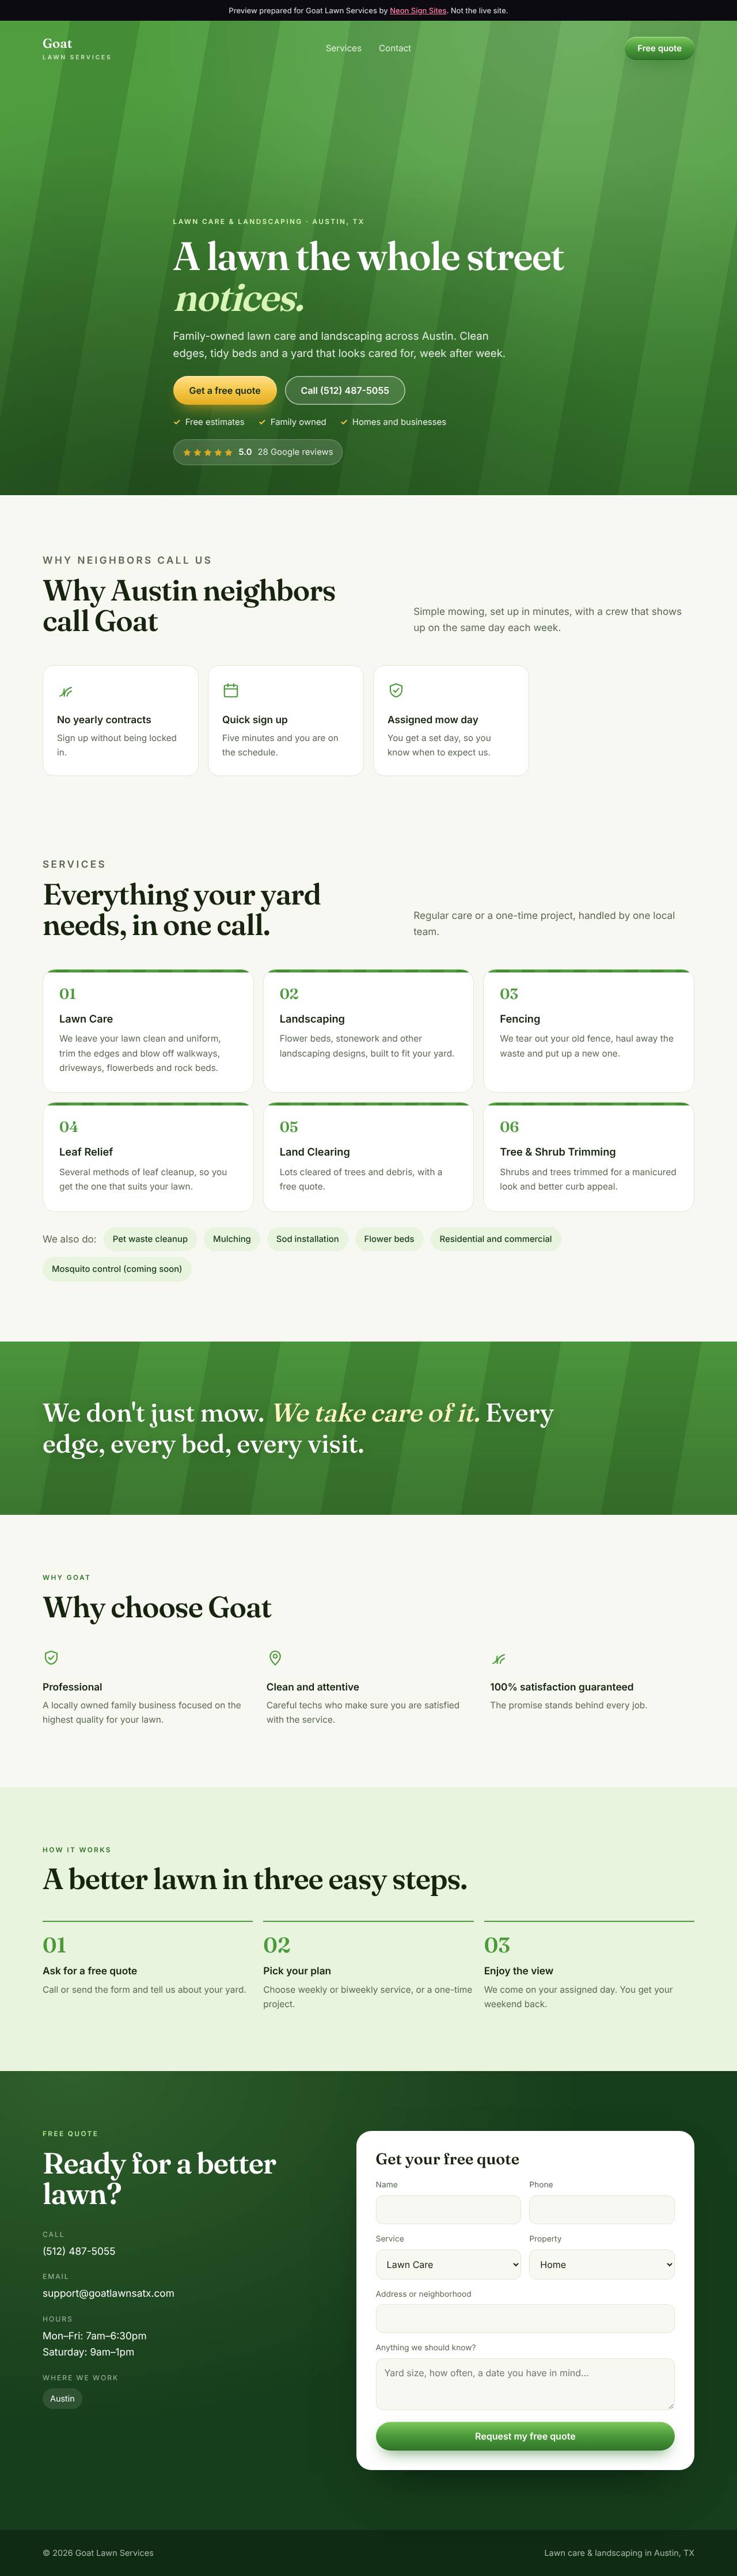 Preview prepared for Goat Lawn Services by Neon Sign Sites. Not the live site.
Goat
LAWN SERVICES
Services
Contact
Free quote
LAWN CARE & LANDSCAPING · AUSTIN, TX
A lawn the whole street
notices.
Family-owned lawn care and landscaping across Austin. Clean
edges, tidy beds and a yard that looks cared for, week after week.
Get a free quote
Call (512) 487-5055
✓ Free estimates
✓ Family owned
✓ Homes and businesses
★★★★★ 5.0 28 Google reviews
WHY NEIGHBORS CALL US
Why Austin neighbors
call Goat
Simple mowing, set up in minutes, with a crew that shows
up on the same day each week.
No yearly contracts
Sign up without being locked
in.
Quick sign up
Five minutes and you are on
the schedule.
Assigned mow day
You get a set day, so you
know when to expect us.
SERVICES
Everything your yard
needs, in one call.
Regular care or a one-time project, handled by one local
team.
01
Lawn Care
We leave your lawn clean and uniform,
trim the edges and blow off walkways,
driveways, flowerbeds and rock beds.
02
Landscaping
Flower beds, stonework and other
landscaping designs, built to fit your yard.
03
Fencing
We tear out your old fence, haul away the
waste and put up a new one.
04
Leaf Relief
Several methods of leaf cleanup, so you
get the one that suits your lawn.
05
Land Clearing
Lots cleared of trees and debris, with a
free quote.
06
Tree & Shrub Trimming
Shrubs and trees trimmed for a manicured
look and better curb appeal.
We also do:
Pet waste cleanup
Mulching
Sod installation
Flower beds
Residential and commercial
Mosquito control (coming soon)
We don't just mow. We take care of it. Every
edge, every bed, every visit.
WHY GOAT
Why choose Goat
Professional
A locally owned family business focused on the
highest quality for your lawn.
Clean and attentive
Careful techs who make sure you are satisfied
with the service.
100% satisfaction guaranteed
The promise stands behind every job.
HOW IT WORKS
A better lawn in three easy steps.
01
Ask for a free quote
Call or send the form and tell us about your yard.
02
Pick your plan
Choose weekly or biweekly service, or a one-time
project.
03
Enjoy the view
We come on your assigned day. You get your
weekend back.
FREE QUOTE
Ready for a better
lawn?
CALL
(512) 487-5055
EMAIL
support@goatlawnsatx.com
HOURS
Mon–Fri: 7am–6:30pm
Saturday: 9am–1pm
WHERE WE WORK
Austin
Get your free quote
Name
Phone
Service
Property
Lawn Care
Home
Address or neighborhood
Anything we should know?
Yard size, how often, a date you have in mind…
Request my free quote
© 2026 Goat Lawn Services
Lawn care & landscaping in Austin, TX